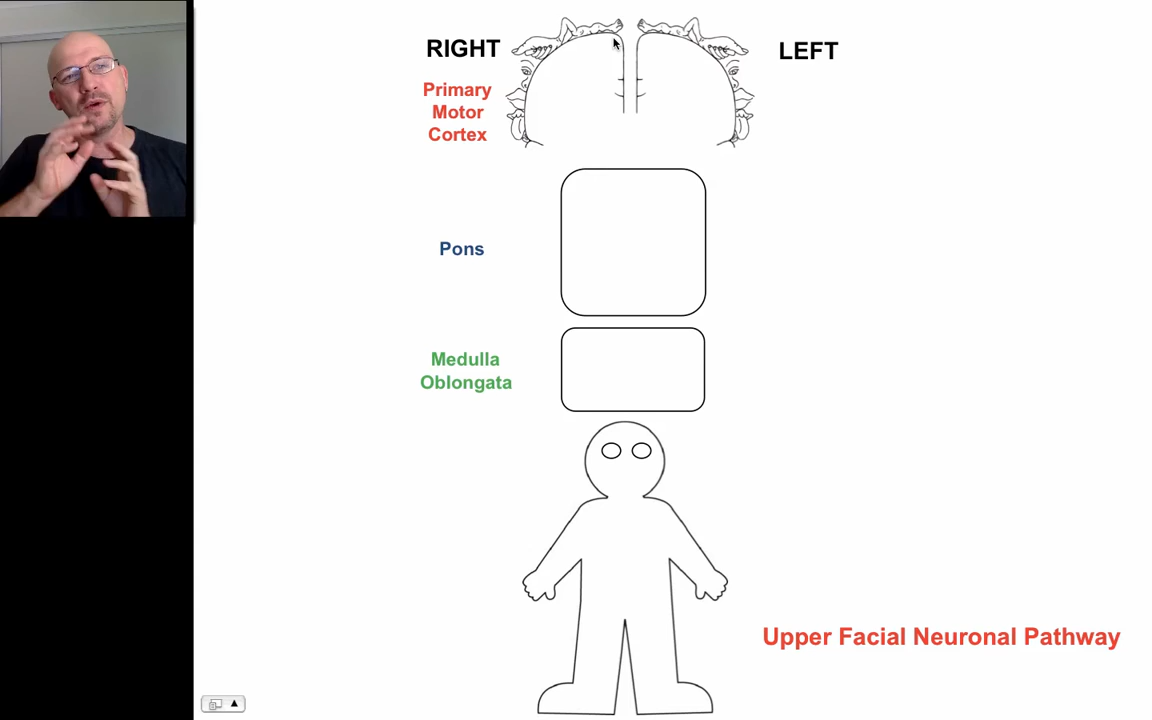 RIGHT
LEFT
Primary
Motor
Cortex
Pons
Medulla
Oblongata
Upper Facial Neuronal Pathway